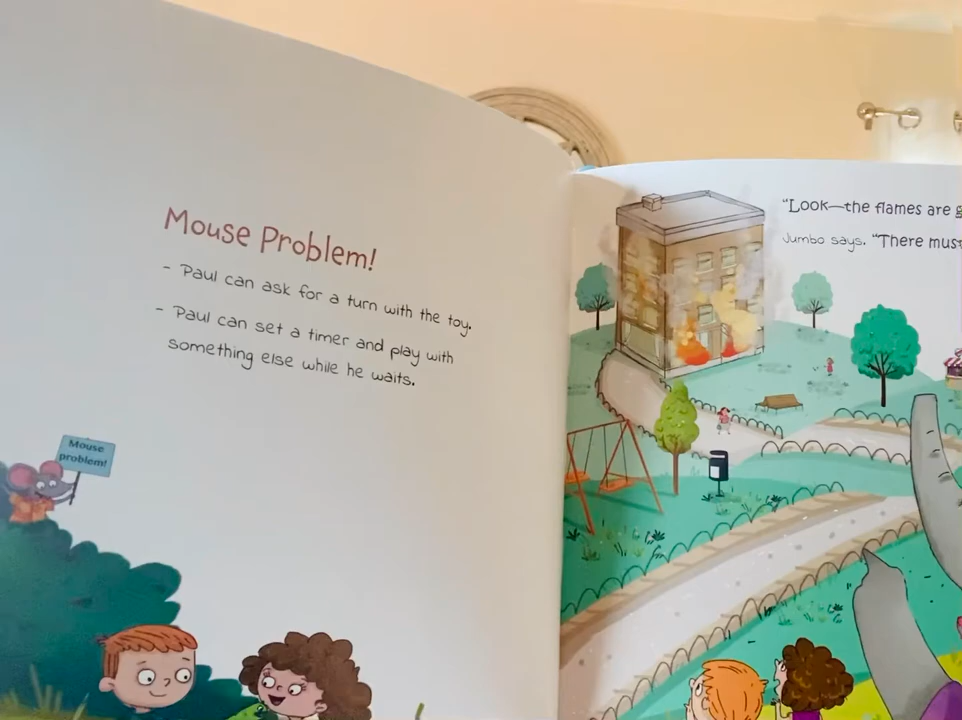 Mouse Problem!
- Paul can ask for a turn with the toy.
- Paul can set a timer and play with
something else while he waits.
Mouse
problem!
"Look—the flames are
Jumbo says. "There must